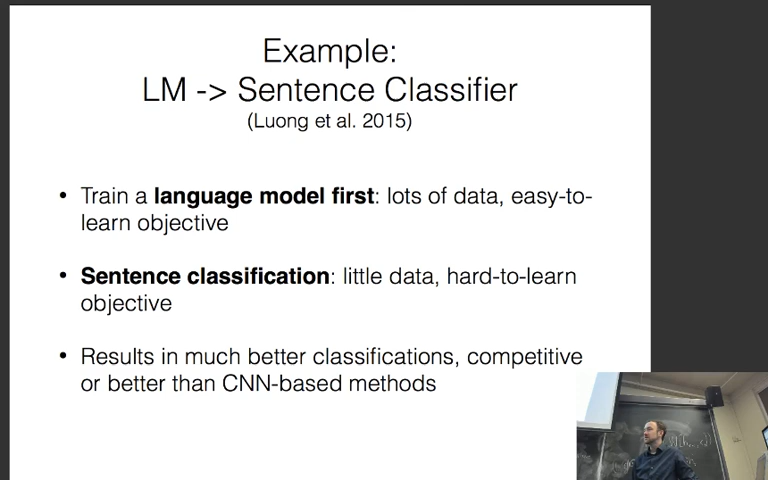 Example:
LM -> Sentence Classifier
(Luong et al. 2015)
• Train a language model first: lots of data, easy-to-
learn objective
• Sentence classification: little data, hard-to-learn
objective
• Results in much better classifications, competitive
or better than CNN-based methods